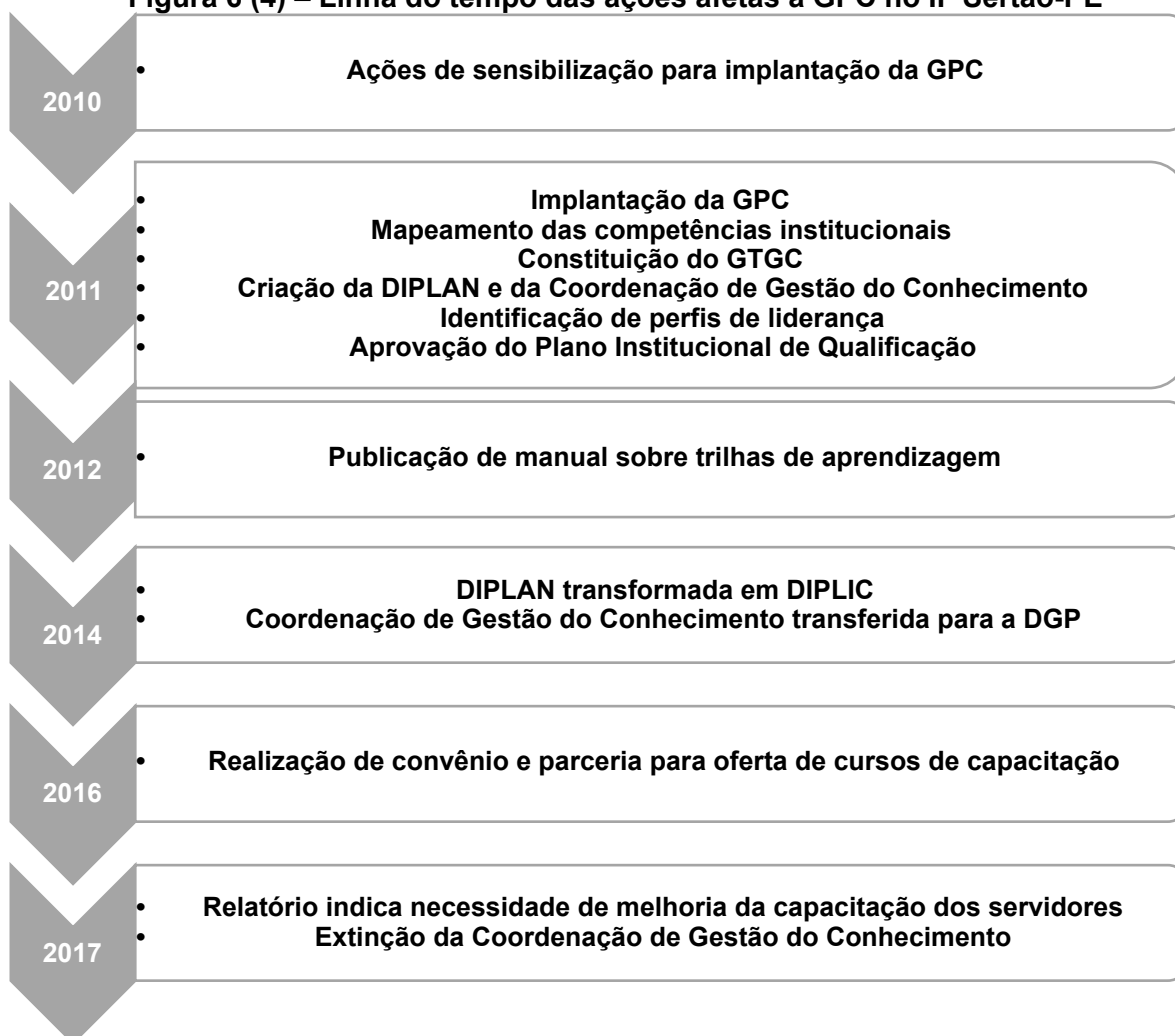 Figura 6 (4) – Linha do tempo das ações afetas à GPC no IF Sertão-PE
2010
• Ações de sensibilização para implantação da GPC
2011
• Implantação da GPC
• Mapeamento das competências institucionais
• Constituição do GTGC
• Criação da DIPLAN e da Coordenação de Gestão do Conhecimento
• Identificação de perfis de liderança
• Aprovação do Plano Institucional de Qualificação
2012
• Publicação de manual sobre trilhas de aprendizagem
2014
• DIPLAN transformada em DIPLIC
• Coordenação de Gestão do Conhecimento transferida para a DGP
2016
• Realização de convênio e parceria para oferta de cursos de capacitação
2017
• Relatório indica necessidade de melhoria da capacitação dos servidores
• Extinção da Coordenação de Gestão do Conhecimento